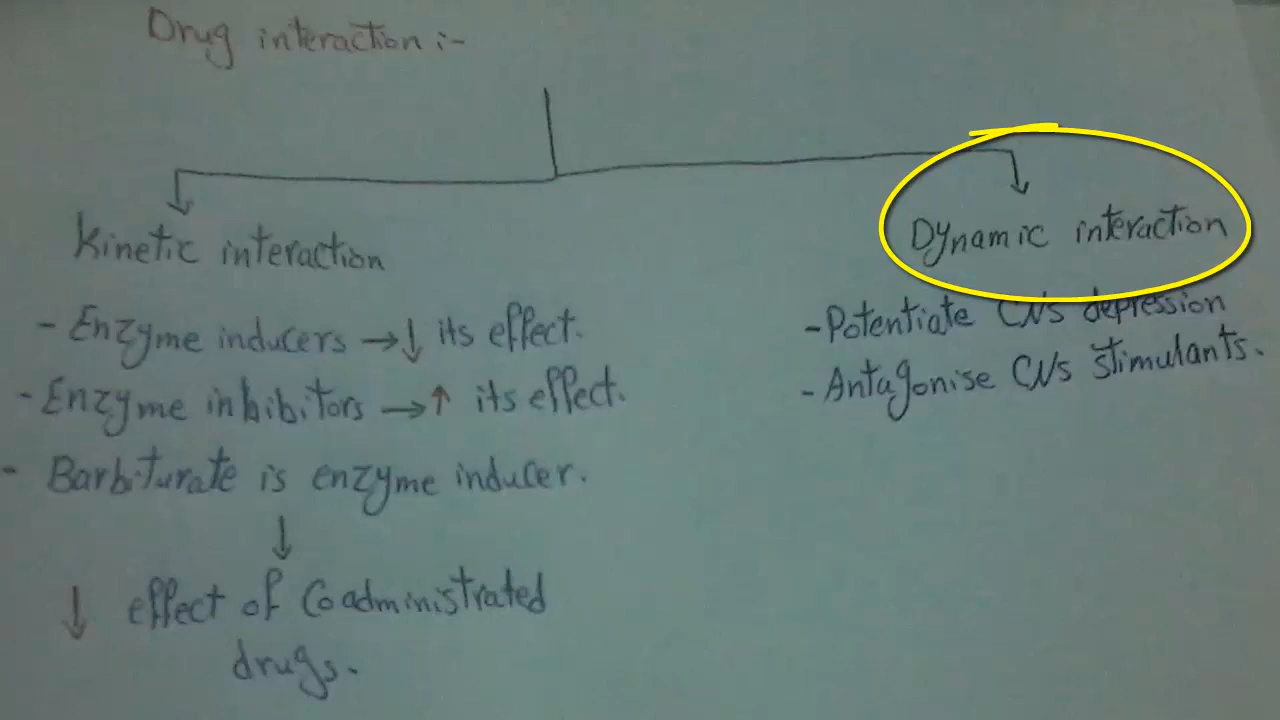 Drug interaction :-
Kinetic interaction
- Enzyme inducers → ↓ its effect.
- Enzyme inhibitors → ↑ its effect.
- Barbiturate is enzyme inducer.
↓
↓ effect of Coadministrated
drugs.
Dynamic interaction
- Potentiate CNS depression
- Antagonise CNS stimulants.